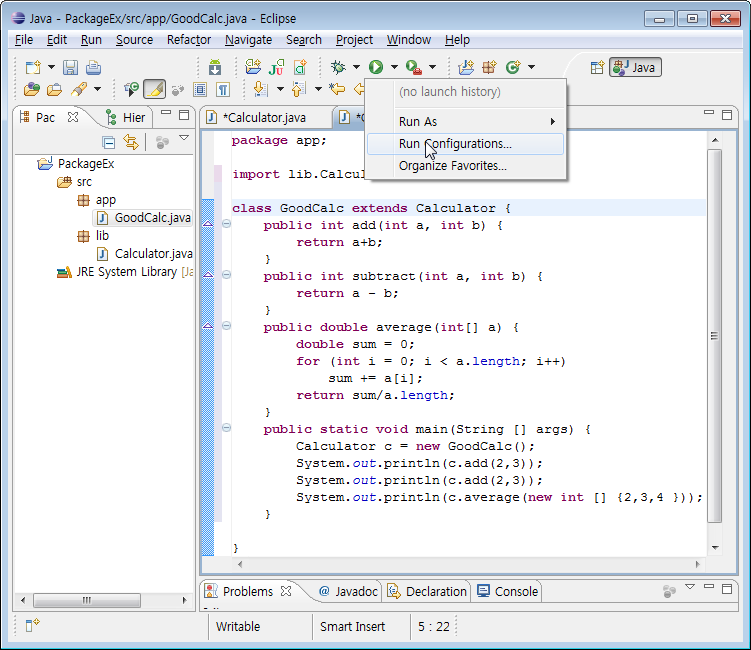 Java - PackageEx/src/app/GoodCalc.java - Eclipse
File Edit Run Source Refactor Navigate Search Project Window Help
Java
Pac Hier
*Calculator.java
(no launch history)
Run As
Run Configurations...
Organize Favorites...
PackageEx
src
app
GoodCalc.java
lib
Calculator.java
JRE System Library [Ja
package app;
import lib.Calcu
class GoodCalc extends Calculator {
public int add(int a, int b) {
return a+b;
}
public int subtract(int a, int b) {
return a - b;
}
public double average(int[] a) {
double sum = 0;
for (int i = 0; i < a.length; i++)
sum += a[i];
return sum/a.length;
}
public static void main(String [] args) {
Calculator c = new GoodCalc();
System.out.println(c.add(2,3));
System.out.println(c.add(2,3));
System.out.println(c.average(new int [] {2,3,4 }));
}
}
Problems Javadoc Declaration Console
Writable Smart Insert 5 : 22